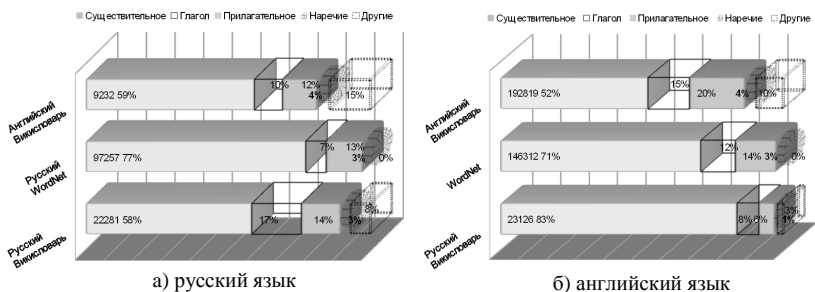 Существительное Глагол Прилагательное Наречие Другие
9232 59% 10% 12% 4% 15%
Английский Викисловарь
97257 77% 7% 13% 3% 0%
Русский WordNet
22281 58% 17% 14% 3% 8%
Русский Викисловарь
а) русский язык
Существительное Глагол Прилагательное Наречие Другие
192819 52% 15% 20% 4% 10%
Английский Викисловарь
146312 71% 12% 14% 3% 0%
WordNet
23126 83% 8% 6% 1% 3%
Русский Викисловарь
б) английский язык